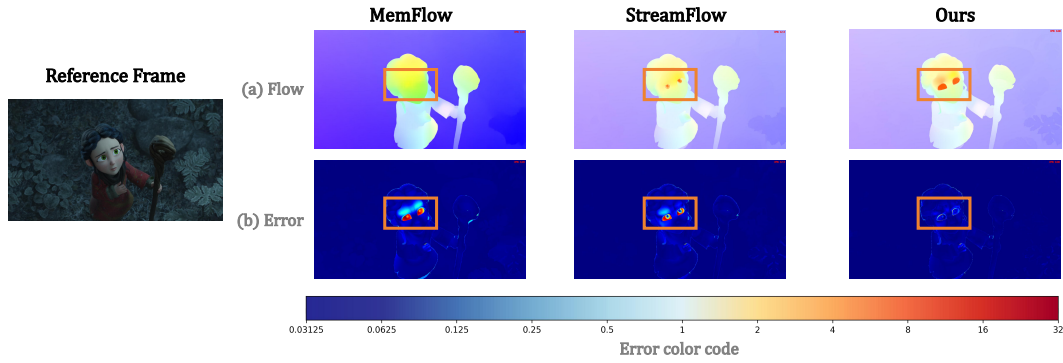 MemFlow
StreamFlow
Ours
Reference Frame
(a) Flow
(b) Error
0.03125
0.0625
0.125
0.25
0.5
1
2
4
8
16
32
Error color code